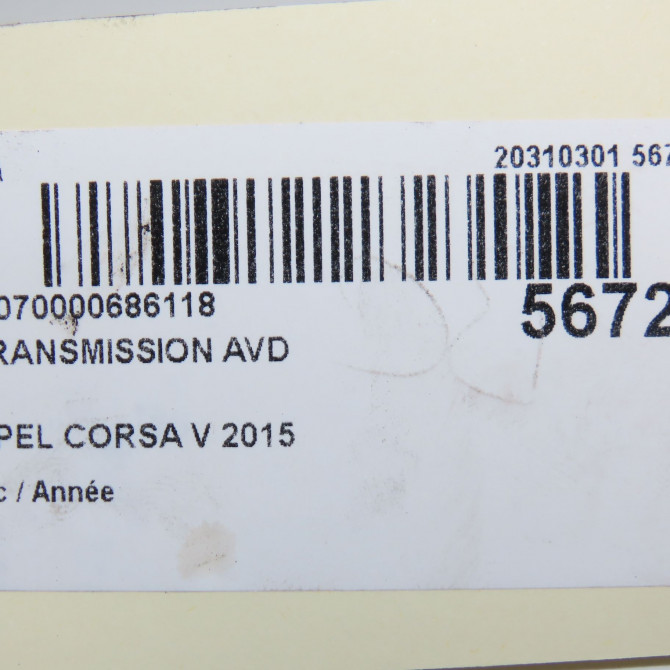 20310301 567
070000686118
5672
RANSMISSION AVD
PEL CORSA V 2015
c / Année